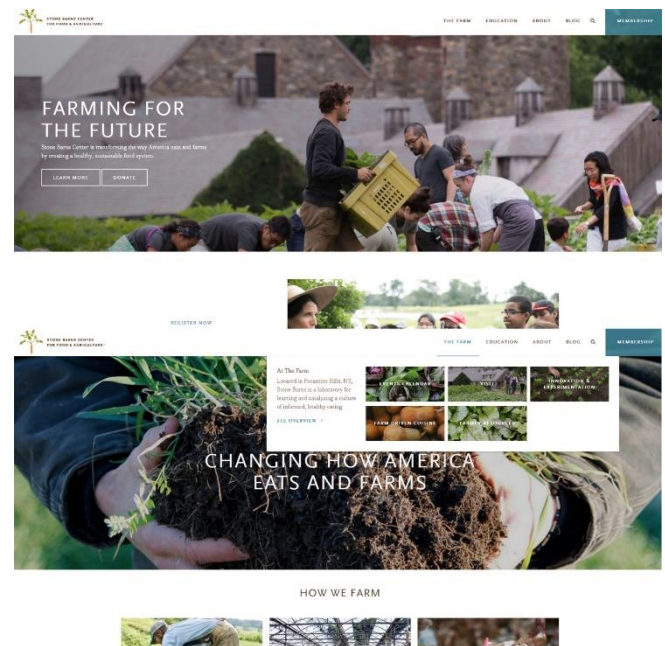 STONE BARNS CENTER
FOR FOOD & AGRICULTURE
THE FARM EDUCATION ABOUT BLOG MEMBERSHIP
FARMING FOR
THE FUTURE
Stone Barns Center is transforming the way America eats and farms
by creating a healthy, sustainable food system.
LEARN MORE DONATE
REGISTER NOW
STONE BARNS CENTER
FOR FOOD & AGRICULTURE
THE FARM EDUCATION ABOUT BLOG MEMBERSHIP
At The Farm
Located in Pocantico Hills, NY,
Stone Barns is a laboratory for
learning and catalyzing a culture
of informed, healthy eating.
SEE OVERVIEW
EVENTS CALENDAR VISIT INNOVATION &
EXPERIMENTATION
FARM-DRIVEN CUISINE FARMER RESOURCES
CHANGING HOW AMERICA
EATS AND FARMS
HOW WE FARM